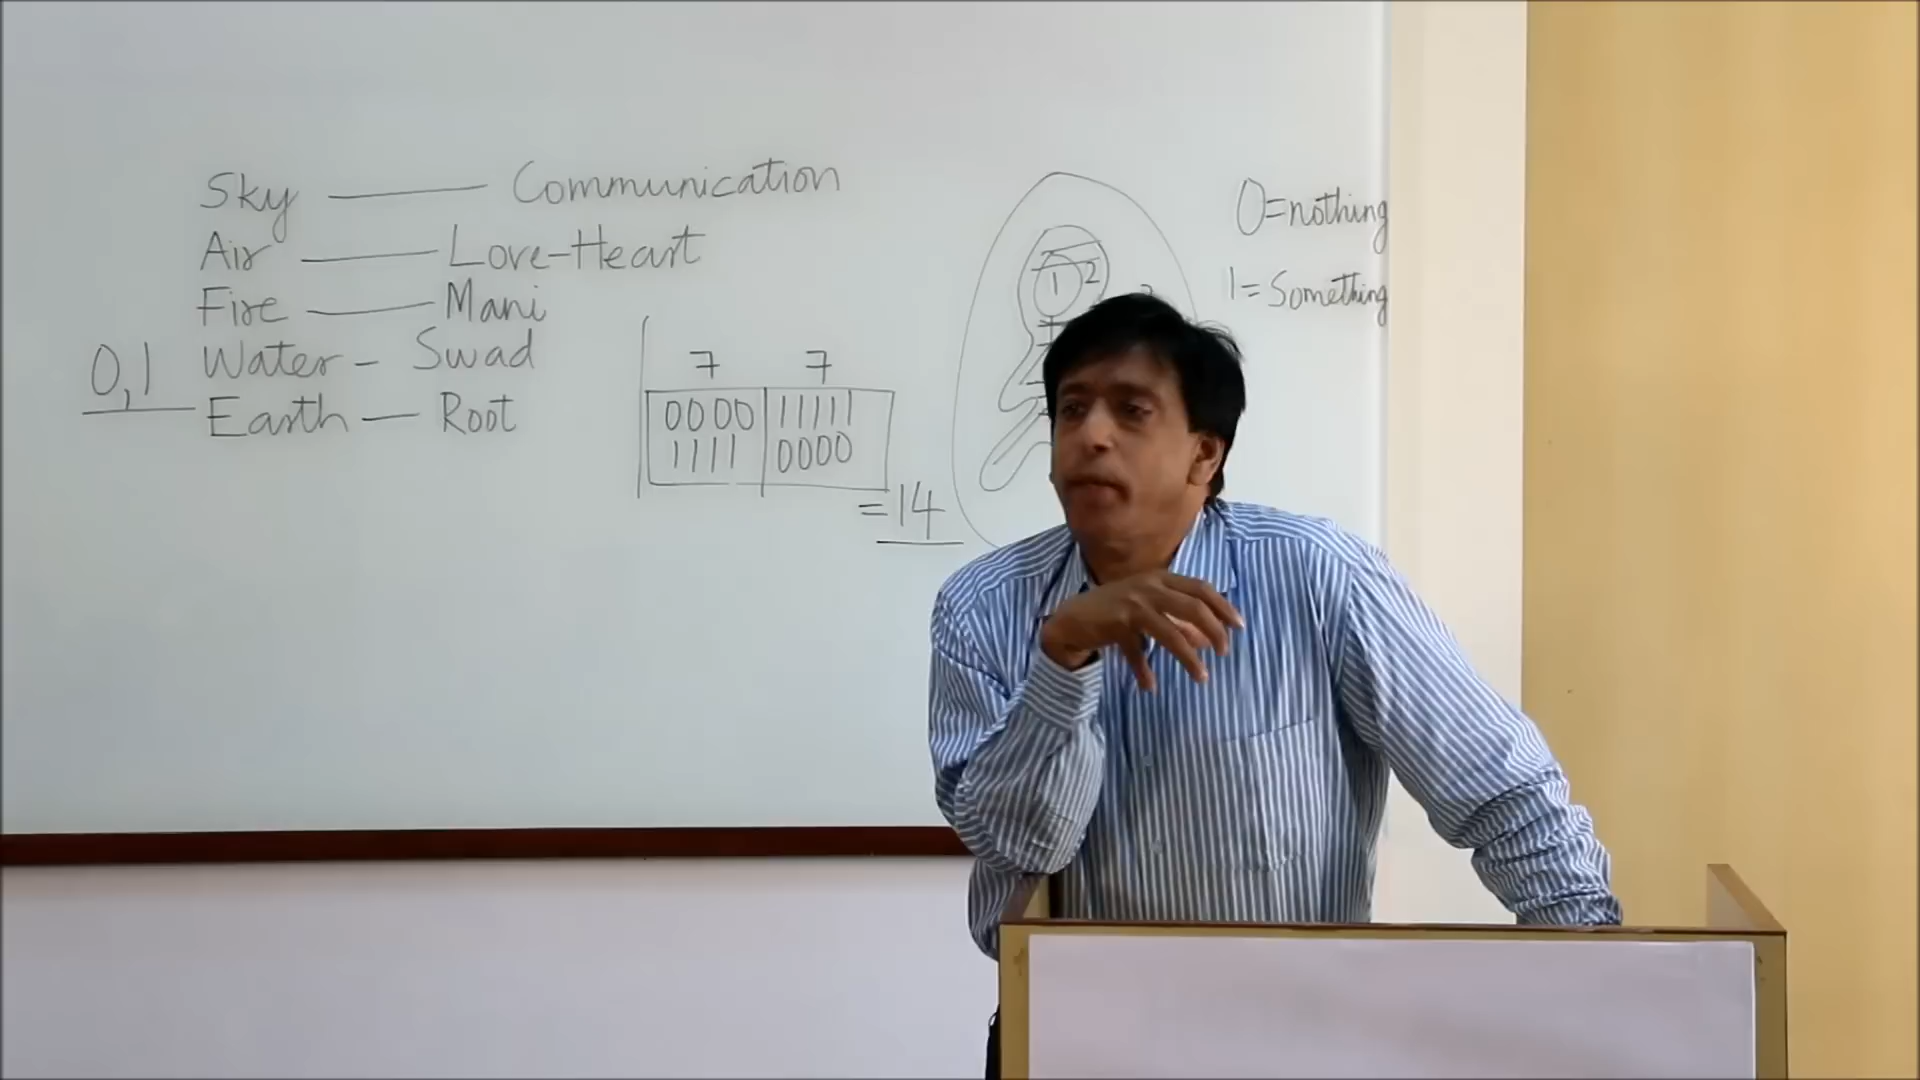 Sky — Communication
Air — Love-Heart
Fire — Mani
0,1
Water - Swad
Earth — Root
7 7
0000 11111
1111 0000
=14
1 2
0=nothing
1=Something